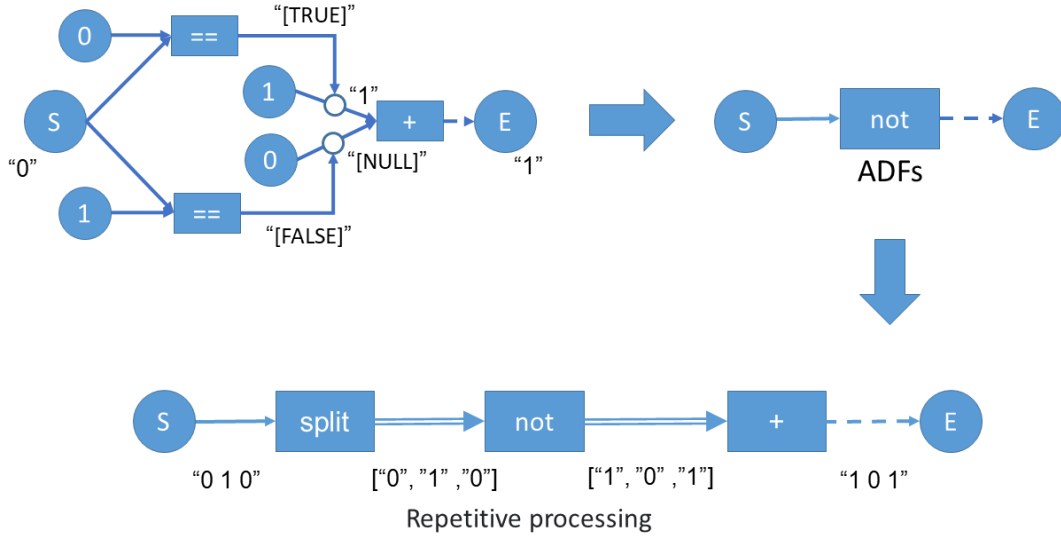 “[TRUE]”
0
==
1
“1”
S
+
E
S
not
E
“0”
0
“[NULL]”
“1”
ADFs
1
==
“[FALSE]”
S
split
not
+
E
“0 1 0”
[“0”, ”1” ,”0”]
[“1”,”0” ,”1”]
“1 0 1”
Repetitive processing